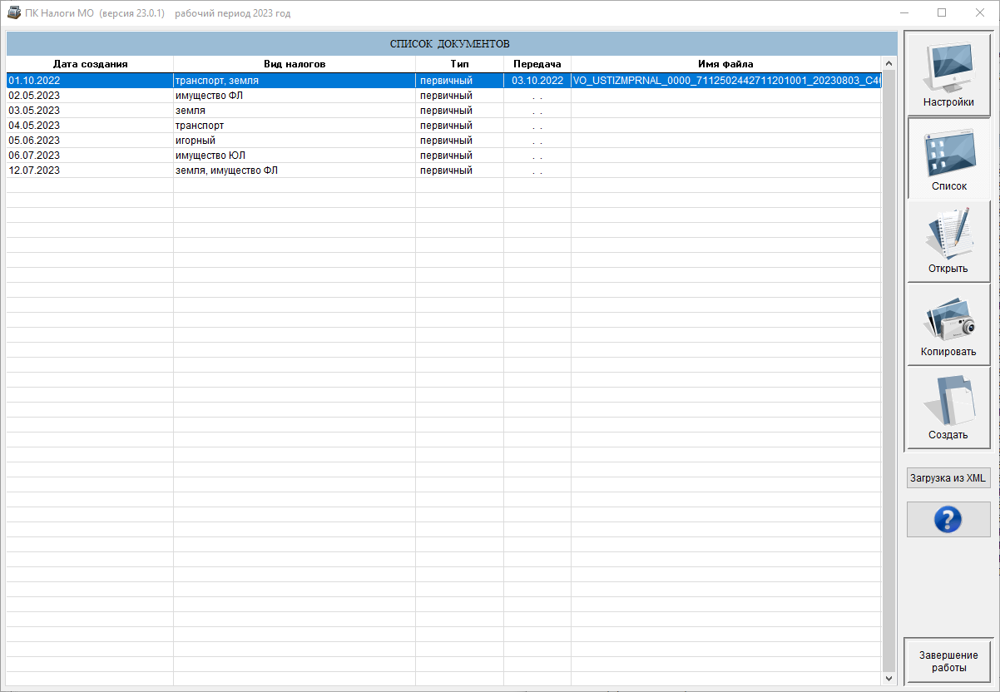 ПК Налоги МО (версия 23.0.1) рабочий период 2023 год
СПИСОК ДОКУМЕНТОВ
Дата создания Вид налогов Тип Передача Имя файла
01.10.2022 транспорт, земля первичный 03.10.2022 VO_USTIZMPRNAL_0000_7112502442711201001_20230803_C4(
02.05.2023 имущество ФЛ первичный . .
03.05.2023 земля первичный . .
04.05.2023 транспорт первичный . .
05.06.2023 игорный первичный . .
06.07.2023 имущество ЮЛ первичный . .
12.07.2023 земля, имущество ФЛ первичный . .
Настройки
Список
Открыть
Копировать
Создать
Загрузка из XML
?
Завершение
работы